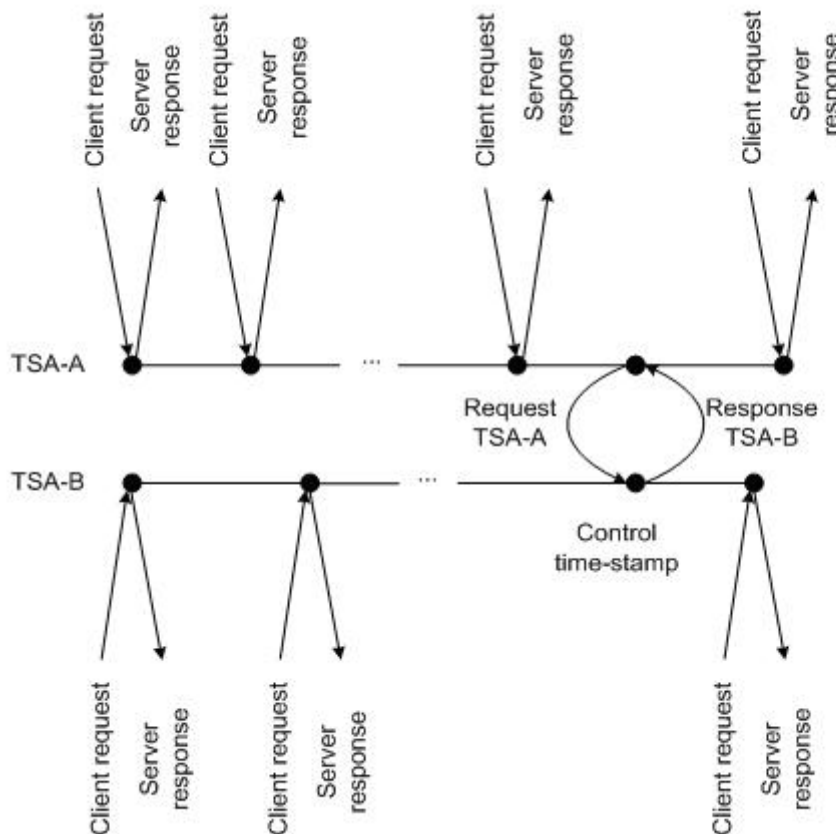 Client request
Server
response
Client request
Server
response
Client request
Server
response
Client request
Server
response
TSA-A
...
Request
TSA-A
Response
TSA-B
TSA-B
...
Control
time-stamp
Client request
Server
response
Client request
Server
response
Client request
Server
response